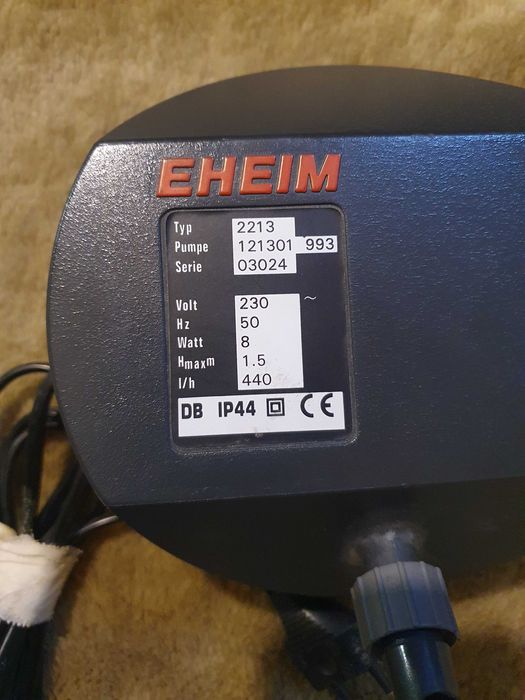 EHEIM
Typ 2213
Pumpe 121301 993
Serie 03024
Volt 230 ~
Hz 50
Watt 8
Hmaxm 1.5
l/h 440
DB IP44 CE